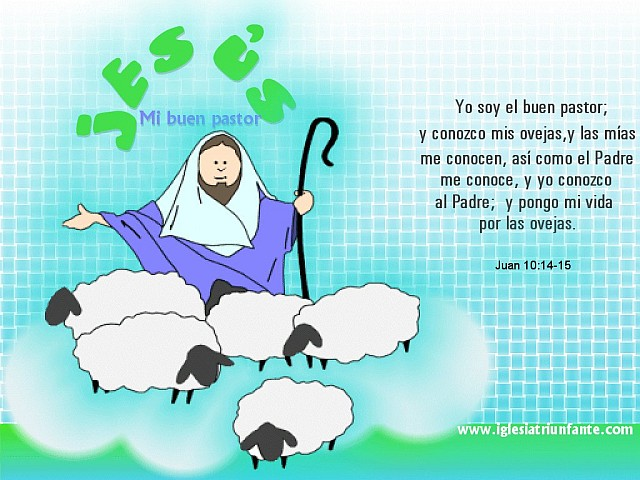 JESÚS
Mi buen pastor
Yo soy el buen pastor;
y conozco mis ovejas,y las mías
me conocen, así como el Padre
me conoce, y yo conozco
al Padre; y pongo mi vida
por las ovejas.
Juan 10:14-15
www.iglesiatriunfante.com